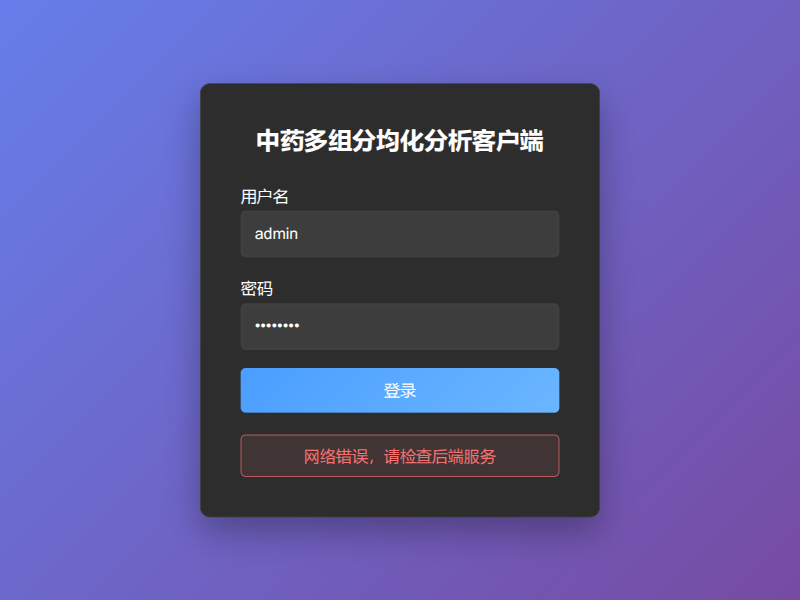 中药多组分均化分析客户端
用户名
admin
密码
••••••••
登录
网络错误，请检查后端服务